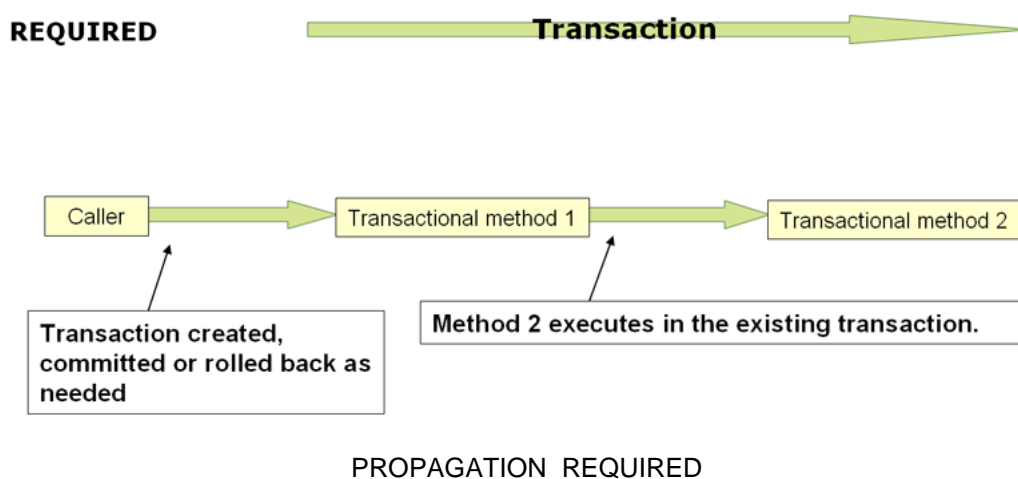 REQUIRED
Transaction
Caller
Transactional method 1
Transactional method 2
Transaction created,
committed or rolled back as
needed
Method 2 executes in the existing transaction.
PROPAGATION REQUIRED